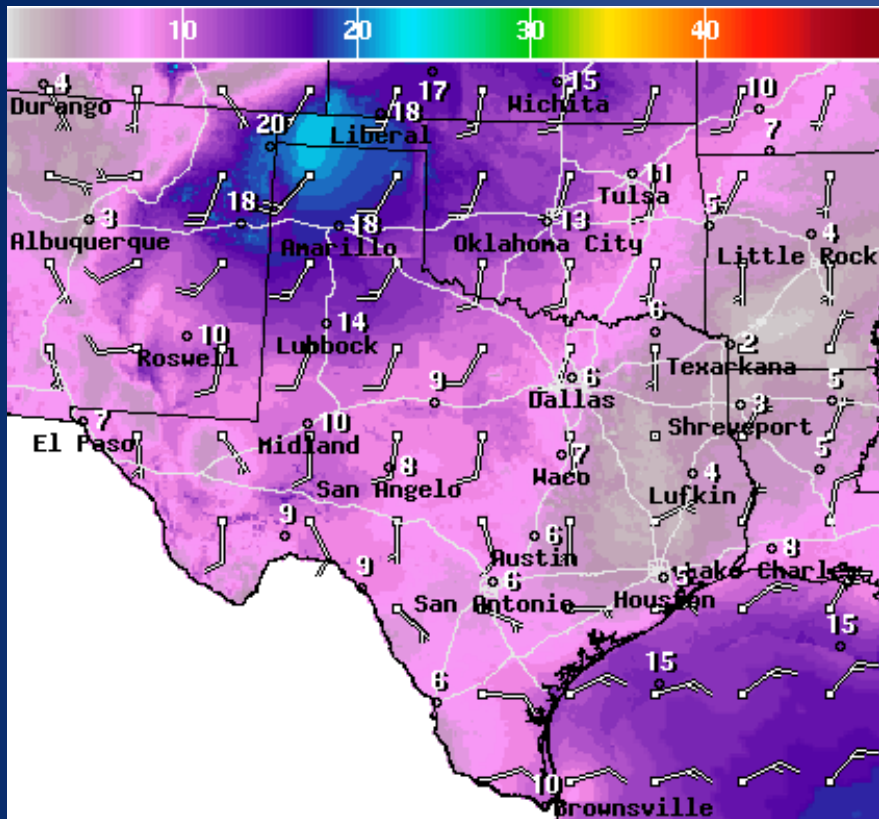 10 20 30 40
4 17 15 10
Durango 18 Wichita
20 Liberal 7
11
Tulsa
3 18 18 13 5 4
Albuquerque Amarillo Oklahoma City Little Rock
10 14 6
Roswell Lubbock 2
Texarkana
9 6
Dallas 3 5
7 10 Shreveport
El Paso Midland 7 5
8 Waco 4
San Angelo Lufkin
9 6 8
Austin
9 6 5 Lake Charles
San Antonio Houston
15
6 15
10
Brownsville